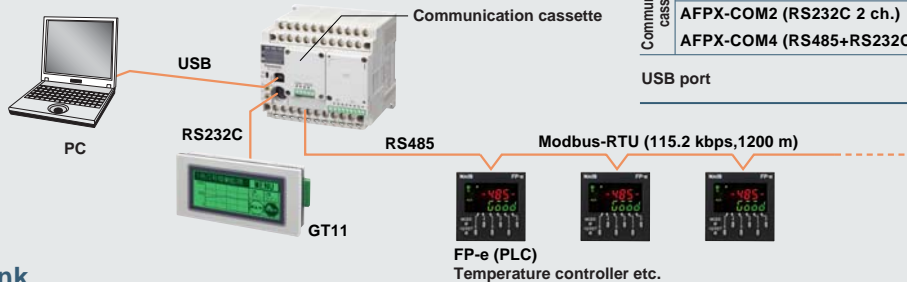 Communication cassette
AFPX-COM2 (RS232C 2 ch.)
AFPX-COM4 (RS485+RS232C
USB port
USB
PC
RS232C
RS485
Modbus-RTU (115.2 kbps,1200 m)
GT11
FP-e (PLC)
Temperature controller etc.